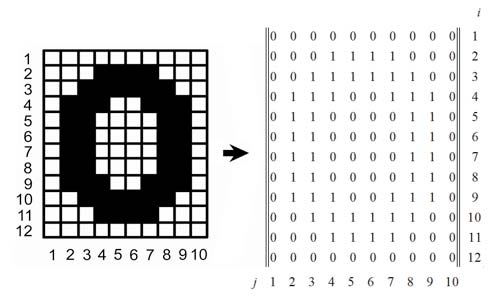 1
2
3
4
5
6
7
8
9
10
11
12
1 2 3 4 5 6 7 8 9 10
i
0 0 0 0 0 0 0 0 0 0 1
0 0 0 1 1 1 1 0 0 0 2
0 0 1 1 1 1 1 1 0 0 3
0 1 1 1 0 0 1 1 1 0 4
0 1 1 0 0 0 0 1 1 0 5
0 1 1 0 0 0 0 1 1 0 6
0 1 1 0 0 0 0 1 1 0 7
0 1 1 0 0 0 0 1 1 0 8
0 1 1 1 0 0 1 1 1 0 9
0 0 1 1 1 1 1 1 0 0 10
0 0 0 1 1 1 1 0 0 0 11
0 0 0 0 0 0 0 0 0 0 12
j 1 2 3 4 5 6 7 8 9 10